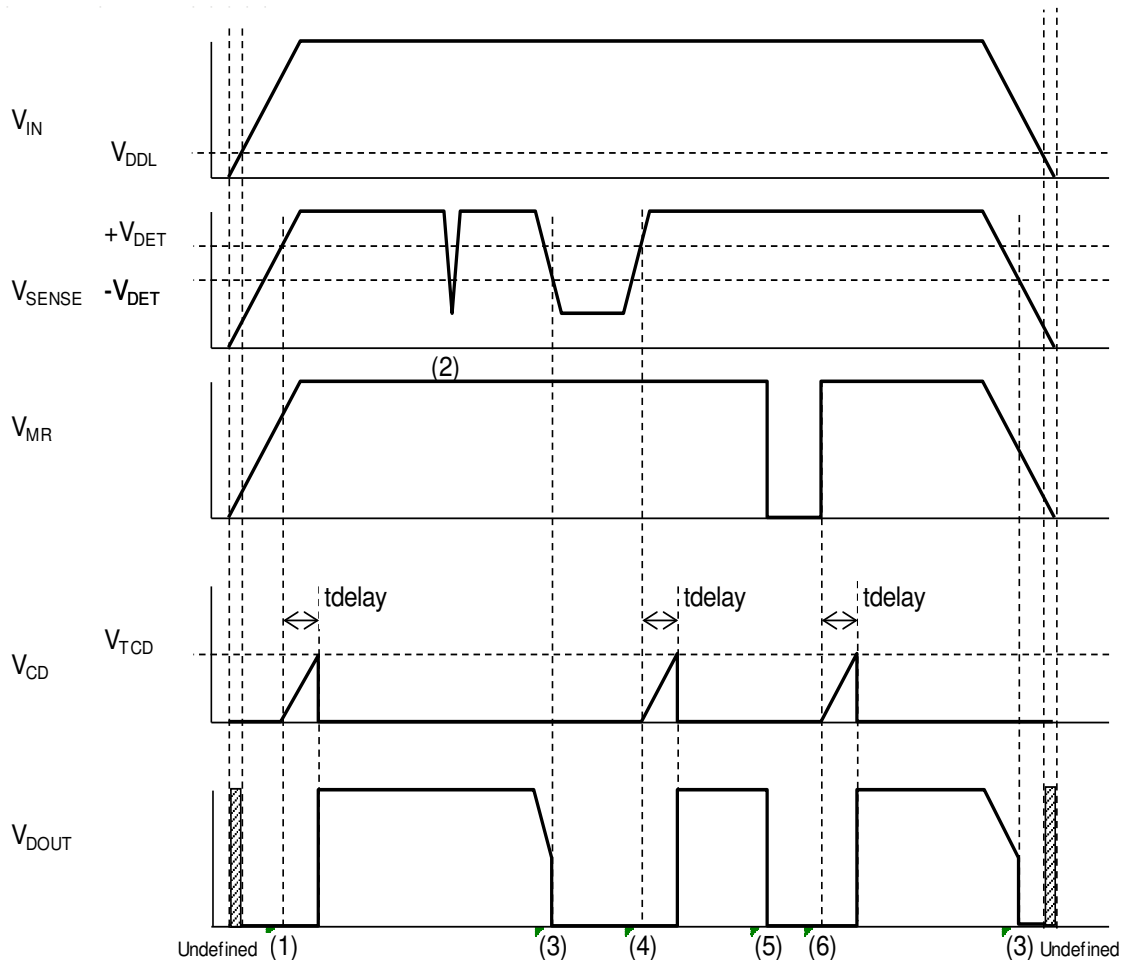 V_IN
V_DDL
+V_DET
V_SENSE -V_DET
(2)
V_MR
tdelay tdelay tdelay
V_TCD
V_CD
V_DOUT
Undefined (1) (3) (4) (5) (6) (3) Undefined